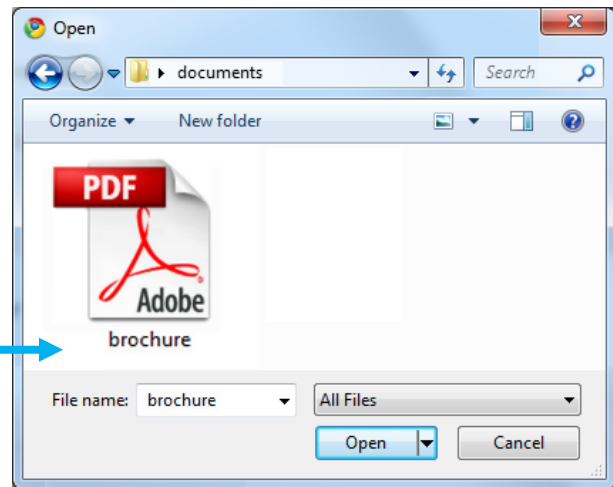 Open
documents
Search
Organize
New folder
PDF
Adobe
brochure
File name: brochure
All Files
Open
Cancel